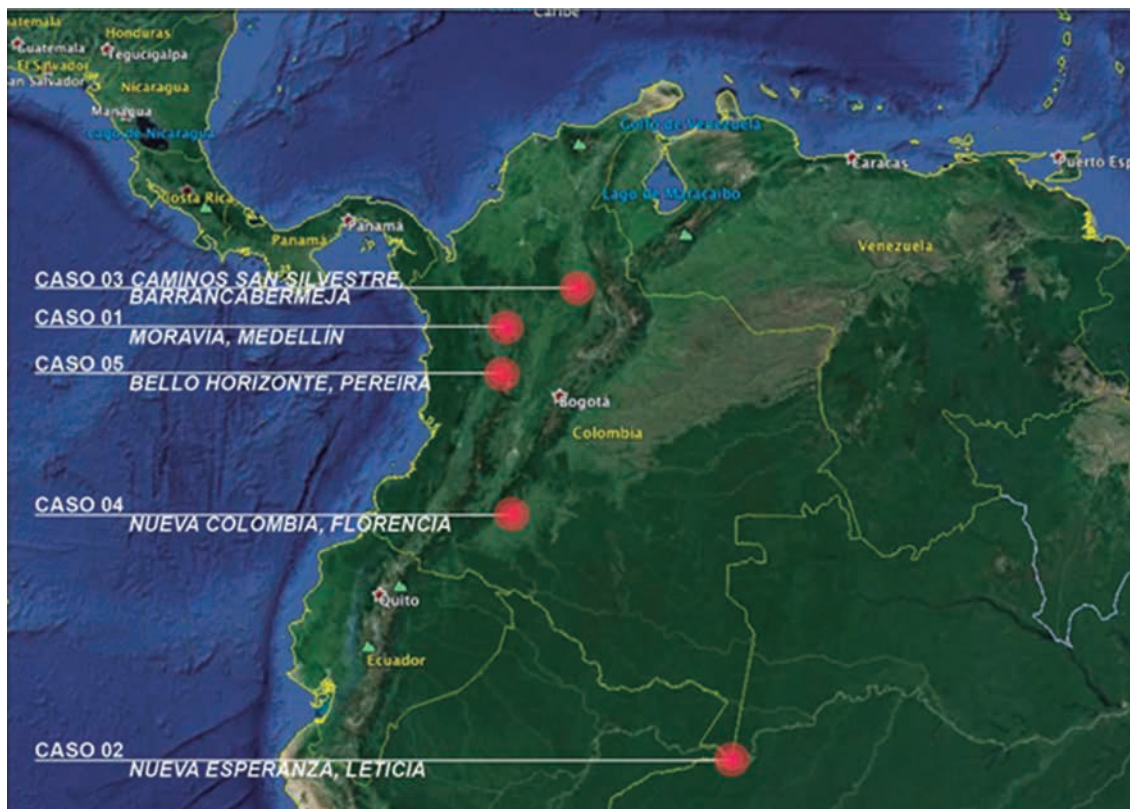 Caribe
Guatemala
Honduras
Guatemala
Tegucigalpa
El Salvador
San Salvador
Nicaragua
Managua
Lago de Nicaragua
Golfo de Venezuela
Caracas
Puerto Esp
Costa Rica
Lago de Maracaibo
Panamá
Panamá
Venezuela
CASO 03 CAMINOS SAN SILVESTRE,
BARRANCABERMEJA
CASO 01
MORAVIA, MEDELLÍN
CASO 05
BELLO HORIZONTE, PEREIRA
Bogotá
Colombia
CASO 04
NUEVA COLOMBIA, FLORENCIA
Quito
Ecuador
CASO 02
NUEVA ESPERANZA, LETICIA